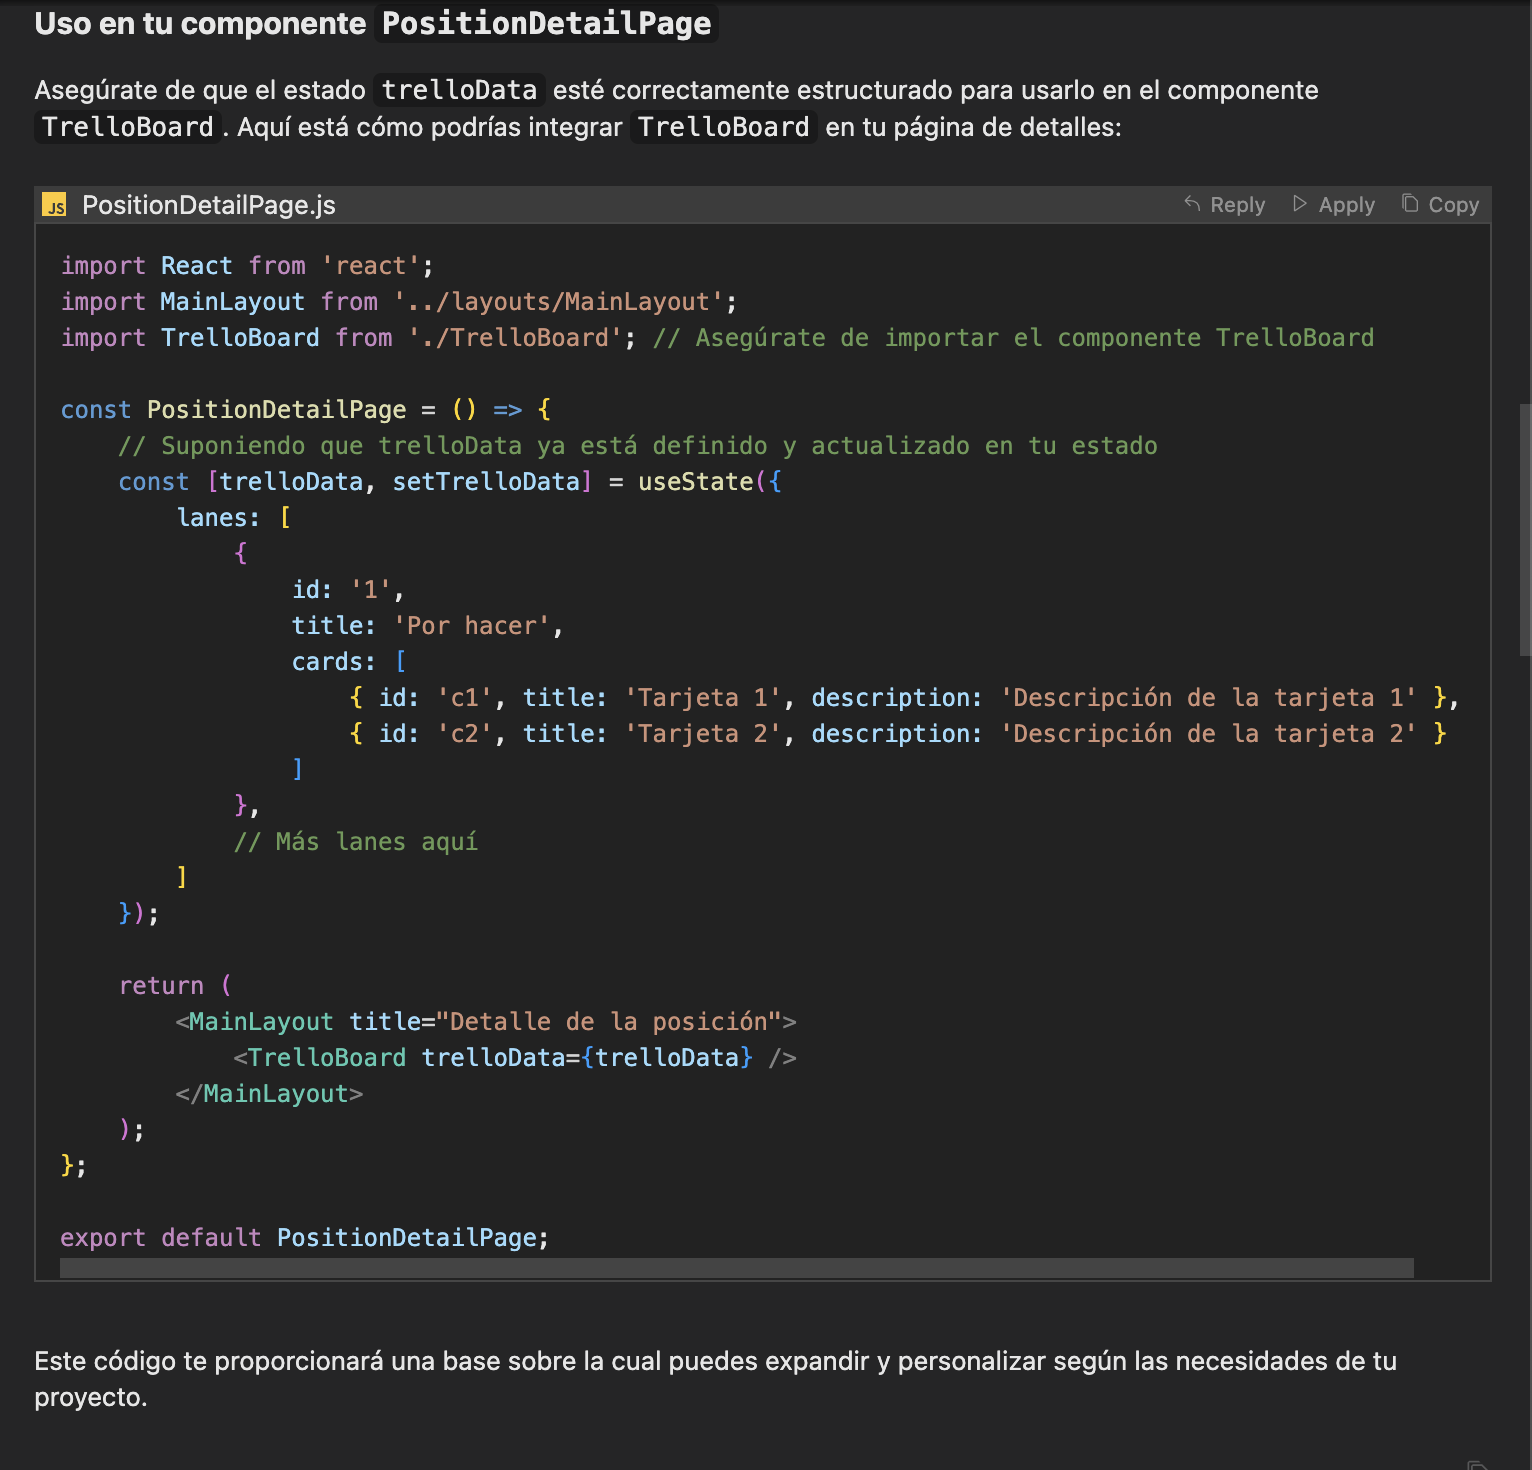 Uso en tu componente PositionDetailPage
Asegúrate de que el estado trelloData esté correctamente estructurado para usarlo en el componente
TrelloBoard. Aquí está cómo podrías integrar TrelloBoard en tu página de detalles:
JS PositionDetailPage.js Reply Apply Copy
import React from 'react';
import MainLayout from '../layouts/MainLayout';
import TrelloBoard from './TrelloBoard'; // Asegúrate de importar el componente TrelloBoard
const PositionDetailPage = () => {
    // Suponiendo que trelloData ya está definido y actualizado en tu estado
    const [trelloData, setTrelloData] = useState({
        lanes: [
            {
                id: '1',
                title: 'Por hacer',
                cards: [
                    { id: 'c1', title: 'Tarjeta 1', description: 'Descripción de la tarjeta 1' },
                    { id: 'c2', title: 'Tarjeta 2', description: 'Descripción de la tarjeta 2' }
                ]
            },
            // Más lanes aquí
        ]
    });
    return (
        <MainLayout title="Detalle de la posición">
            <TrelloBoard trelloData={trelloData} />
        </MainLayout>
    );
};
export default PositionDetailPage;
Este código te proporcionará una base sobre la cual puedes expandir y personalizar según las necesidades de tu
proyecto.